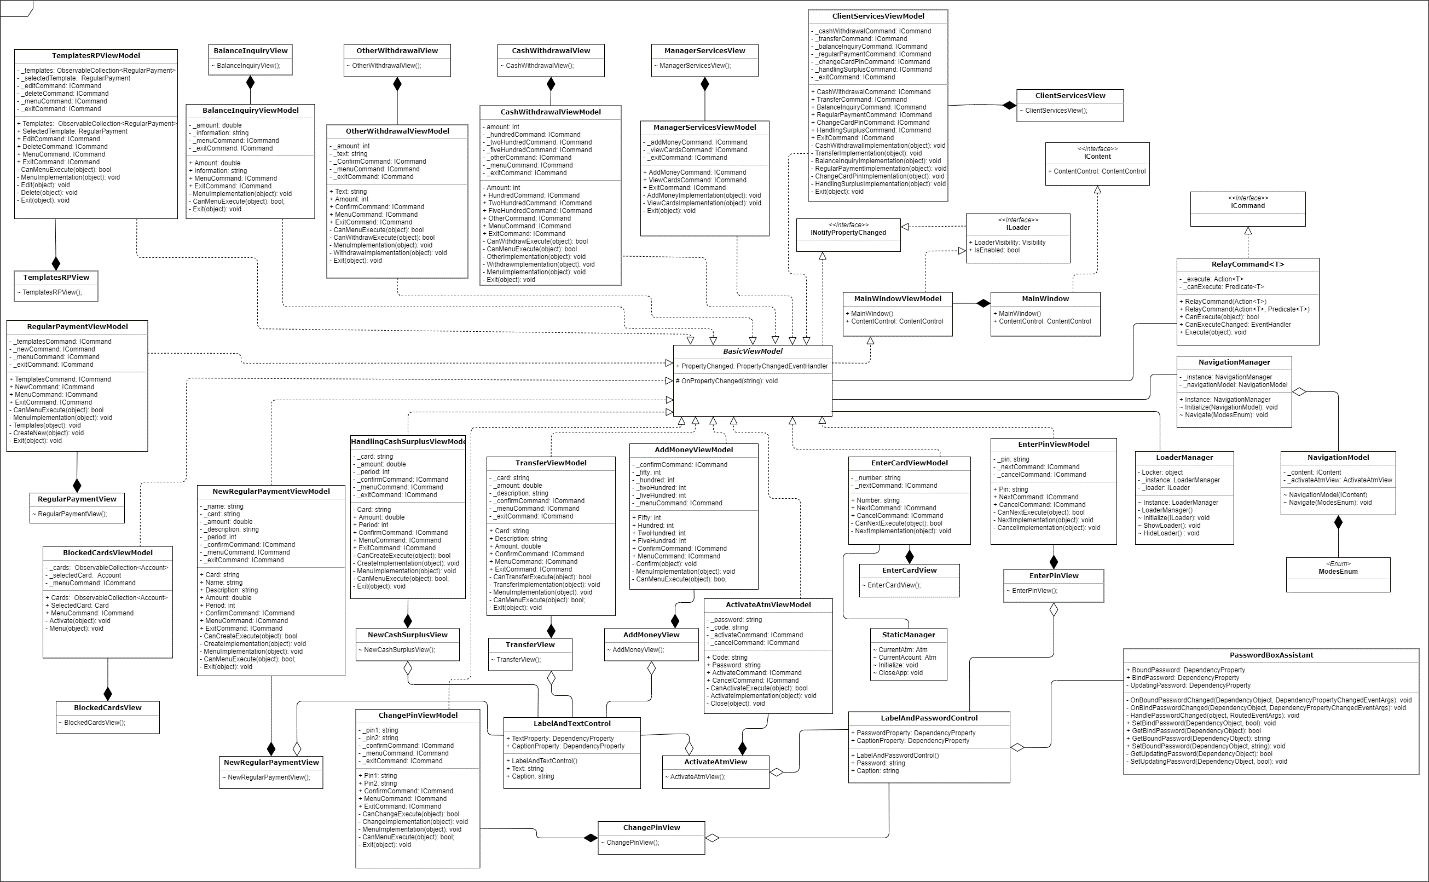 TemplatesRPViewModel
- _templates: ObservableCollection<RegularPayment>
- _selectedTemplate: RegularPayment
- _editCommand: ICommand
- _deleteCommand: ICommand
- _menuCommand: ICommand
- _exitCommand: ICommand
+ Templates: ObservableCollection<RegularPayment>
+ SelectedTemplate: RegularPayment
+ EditCommand: ICommand
+ DeleteCommand: ICommand
+ MenuCommand: ICommand
+ ExitCommand: ICommand
- CanMenuExecute(object): bool
- MenuImplementation(object): void
- Edit(object): void
- Delete(object): void
- Exit(object): void
TemplatesRPView
~ TemplatesRPView();
BalanceInquiryView
~ BalanceInquiryView();
BalanceInquiryViewModel
- _amount: double
- _information: string
- _menuCommand: ICommand
- _exitCommand: ICommand
+ Amount: double
+ Information: string
+ MenuCommand: ICommand
+ ExitCommand: ICommand
- MenuImplementation(object): void
- CanMenuExecute(object): bool;
- Exit(object): void
OtherWithdrawalView
~ OtherWithdrawalView();
OtherWithdrawalViewModel
- _amount: int
- _text: string
- _ConfirmCommand: ICommand
- _menuCommand: ICommand
- _exitCommand: ICommand
+ Text: string
+ Amount: int
+ ConfirmCommand: ICommand
+ MenuCommand: ICommand
+ ExitCommand: ICommand
- CanMenuExecute(object): bool
- CanWithdrawExecute(object): bool
- MenuImplementation(object): void
- WithdrawImplementation(object): void
- Exit(object): void
CashWithdrawalView
~ CashWithdrawalView();
CashWithdrawalViewModel
- amount: int
- _hundredCommand: ICommand
- _twoHundredCommand: ICommand
- _fiveHundredCommand: ICommand
- _otherCommand: ICommand
- _menuCommand: ICommand
- _exitCommand: ICommand
- Amount: int
+ HundredCommand: ICommand
+ TwoHundredCommand: ICommand
+ FiveHundredCommand: ICommand
+ OtherCommand: ICommand
+ MenuCommand: ICommand
+ ExitCommand: ICommand
- CanWithdrawExecute(object): bool
- CanMenuExecute(object): bool
- OtherImplementation(object): void
- WithdrawImplementation(object): void
- MenuImplementation(object): void
- Exit(object): void
ManagerServicesView
~ ManagerServicesView();
ManagerServicesViewModel
- _addMoneyCommand: ICommand
- _viewCardsCommand: ICommand
- _exitCommand: ICommand
+ AddMoneyCommand: ICommand
+ ViewCardsCommand: ICommand
+ ExitCommand: ICommand
- AddMoneyImplementation(object): void
- ViewCardsImplementation(object): void
- Exit(object): void
ClientServicesViewModel
- _cashWithdrawalCommand: ICommand
- _transferCommand: ICommand
- _balanceInquiryCommand: ICommand
- _regularPaymentCommand: ICommand
- _changeCardPinCommand: ICommand
- _handlingSurplusCommand: ICommand
- _exitCommand: ICommand
+ CashWithdrawalCommand: ICommand
+ TransferCommand: ICommand
+ BalanceInquiryCommand: ICommand
+ RegularPaymentCommand: ICommand
+ ChangeCardPinCommand: ICommand
+ HandlingSurplusCommand: ICommand
+ ExitCommand: ICommand
- CashWithdrawalImplementation(object): void
- TransferImplementation(object): void
- BalanceInquiryImplementation(object): void
- RegularPaymentImplementation(object): void
- ChangeCardPinImplementation(object): void
- HandlingSurplusImplementation(object): void
- Exit(object): void
ClientServicesView
~ ClientServicesView();
<<Interface>>
IContent
+ ContentControl: ContentControl
<<Interface>>
ICommand
<<Interface>>
INotifyPropertyChanged
<<Interface>>
ILoader
+ LoaderVisibility: Visibility
+ IsEnabled: bool
MainWindowViewModel
+ MainWindow()
+ ContentControl: ContentControl
MainWindow
+ MainWindow()
+ ContentControl: ContentControl
RelayCommand<T>
- _execute: Action<T>
- _canExecute: Predicate<T>
+ RelayCommand(Action<T>)
+ RelayCommand(Action<T>, Predicate<T>)
+ CanExecute(object): bool
+ CanExecuteChanged: EventHandler
+ Execute(object): void
BasicViewModel
+ PropertyChanged: PropertyChangedEventHandler
# OnPropertyChanged(string): void
NavigationManager
- _instance: NavigationManager
- _navigationModel: NavigationModel
+ Instance: NavigationManager
~ Initialize(NavigationModel): void
~ Navigate(ModesEnum): void
NavigationModel
- _content: IContent
- _activateAtmView: ActivateAtmView
~ NavigationModel(IContent)
~ Navigate(ModesEnum): void
<Enum>
ModesEnum
LoaderManager
- Locker: object
- _instance: LoaderManager
- _loader: ILoader
+ Instance: LoaderManager
- LoaderManager()
~ Initialize(ILoader): void
~ ShowLoader(): void
~ HideLoader() : void
RegularPaymentViewModel
- _templatesCommand: ICommand
- _newCommand: ICommand
- _menuCommand: ICommand
- _exitCommand: ICommand
+ TemplatesCommand: ICommand
+ NewCommand: ICommand
+ MenuCommand: ICommand
+ ExitCommand: ICommand
- CanMenuExecute(object): bool
- MenuImplementation(object): void
- Templates(object): void
- CreateNew(object): void
- Exit(object): void
RegularPaymentView
~ RegularPaymentView();
BlockedCardsViewModel
- _cards: ObservableCollection<Account>
- _selectedCard: Account
- _menuCommand: ICommand
+ Cards: ObservableCollection<Account>
+ SelectedCard: Card
+ MenuCommand: ICommand
- Activate(object): void
- Menu(object): void
BlockedCardsView
~ BlockedCardsView();
NewRegularPaymentViewModel
- _name: string
- _card: string
- _amount: double
- _description: string
- _period: int
- _confirmCommand: ICommand
- _menuCommand: ICommand
- _exitCommand: ICommand
+ Card: string
+ Name: string
+ Description: string
+ Amount: double
+ Period: int
+ ConfirmCommand: ICommand
+ MenuCommand: ICommand
+ ExitCommand: ICommand
- CanCreateExecute(object): bool
- CreateImplementation(object): void
- MenuImplementation(object): void
- CanMenuExecute(object): bool;
- Exit(object): void
NewRegularPaymentView
~ NewRegularPaymentView();
HandlingCashSurplusViewMode
- _card: string
- _amount: double
- _period: int
- _confirmCommand: ICommand
- _menuCommand: ICommand
- _exitCommand: ICommand
+ Card: string
+ Amount: double
+ Period: int
+ ConfirmCommand: ICommand
+ MenuCommand: ICommand
+ ExitCommand: ICommand
- CanCreateExecute(object): bool
- CreateImplementation(object): void
- MenuImplementation(object): void
- CanMenuExecute(object): bool;
- Exit(object): void
NewCashSurplusView
~ NewCashSurplusView();
TransferViewModel
- _card: string
- _amount: double
- _description: string
- _confirmCommand: ICommand
- _menuCommand: ICommand
- _exitCommand: ICommand
+ Card: string
+ Description: string
+ Amount: double
+ ConfirmCommand: ICommand
+ MenuCommand: ICommand
+ ExitCommand: ICommand
- CanTransferExecute(object): bool
- TransferImplementation(object): void
- MenuImplementation(object): void
- CanMenuExecute(object): bool;
- Exit(object): void
TransferView
~ TransferView();
AddMoneyViewModel
- _confirmCommand: ICommand
- _fifty: int
- _hundred: int
- _twoHundred: int
- _fiveHundred: int
- _menuCommand: ICommand
+ Fifty: int
+ Hundred: int
+ TwoHundred: int
+ FiveHundred: int
+ ConfirmCommand: ICommand
+ MenuCommand: ICommand
- Confirm(object): void
- MenuImplementation(object): void
- CanMenuExecute(object): bool;
AddMoneyView
~ AddMoneyView();
ActivateAtmViewModel
- _password: string
- _code: string
- _activateCommand: ICommand
- _cancelCommand: ICommand
+ Code: string
+ Password: string
+ ActivateCommand: ICommand
+ CancelCommand: ICommand
- CanActivateExecute(object): bool
- ActivateImplementation(object): void
- Close(object): void
ActivateAtmView
~ ActivateAtmView();
EnterCardViewModel
- _number: string
- _nextCommand: ICommand
+ Number: string
+ NextCommand: ICommand
+ CancelCommand: ICommand
- CanNextExecute(object): bool
- NextImplementation(object): void
EnterCardView
~ EnterCardView();
StaticManager
~ CurrentAtm: Atm
~ CurrentAcount: Atm
~ Initialize: void
~ CloseApp: void
EnterPinViewModel
- _pin: string
- _nextCommand: ICommand
- _cancelCommand: ICommand
+ Pin: string
+ NextCommand: ICommand
+ CancelCommand: ICommand
- CanNextExecute(object): bool
- NextImplementation(object): void
- CancelImplementation(object): void
EnterPinView
~ EnterPinView();
PasswordBoxAssistant
+ BoundPassword: DependencyProperty
+ BindPassword: DependencyProperty
- UpdatingPassword: DependencyProperty
- OnBoundPasswordChanged(DependencyObject, DependencyPropertyChangedEventArgs): void
- OnBindPasswordChanged(DependencyObject, DependencyPropertyChangedEventArgs): void
- HandlePasswordChanged(object, RoutedEventArgs): void
+ SetBindPassword(DependencyObject, bool): void
+ GetBindPassword(DependencyObject): bool
+ GetBoundPassword(DependencyObject): string
+ SetBoundPassword(DependencyObject, string): void
- GetUpdatingPassword(DependencyObject): bool
- SetUpdatingPassword(DependencyObject, bool): void
LabelAndPasswordControl
+ PasswordProperty: DependencyProperty
+ CaptionProperty: DependencyProperty
+ LabelAndPasswordControl()
+ Password: string
+ Caption: string
LabelAndTextControl
+ TextProperty: DependencyProperty
+ CaptionProperty: DependencyProperty
+ LabelAndTextControl()
+ Text: string
+ Caption: string
ChangePinViewModel
- _pin1: string
- _pin2: string
- _confirmCommand: ICommand
- _menuCommand: ICommand
- _exitCommand: ICommand
+ Pin1: string
+ Pin2: string
+ ConfirmCommand: ICommand
+ MenuCommand: ICommand
+ ExitCommand: ICommand
- CanChangeExecute(object): bool
- ChangeImplementation(object): void
- MenuImplementation(object): void
- CanMenuExecute(object): bool;
- Exit(object): void
ChangePinView
~ ChangePinView();